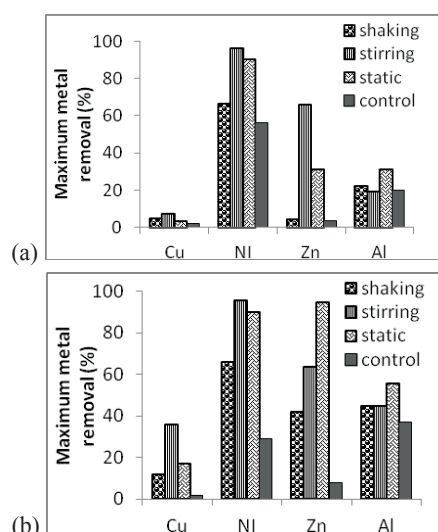 (a)
Maximum metal
removal (%)
100
80
60
40
20
0
Cu NI Zn Al
shaking
stirring
static
control
(b)
Maximum metal
removal (%)
100
80
60
40
20
0
Cu Ni Zn Al
shaking
stirring
static
control